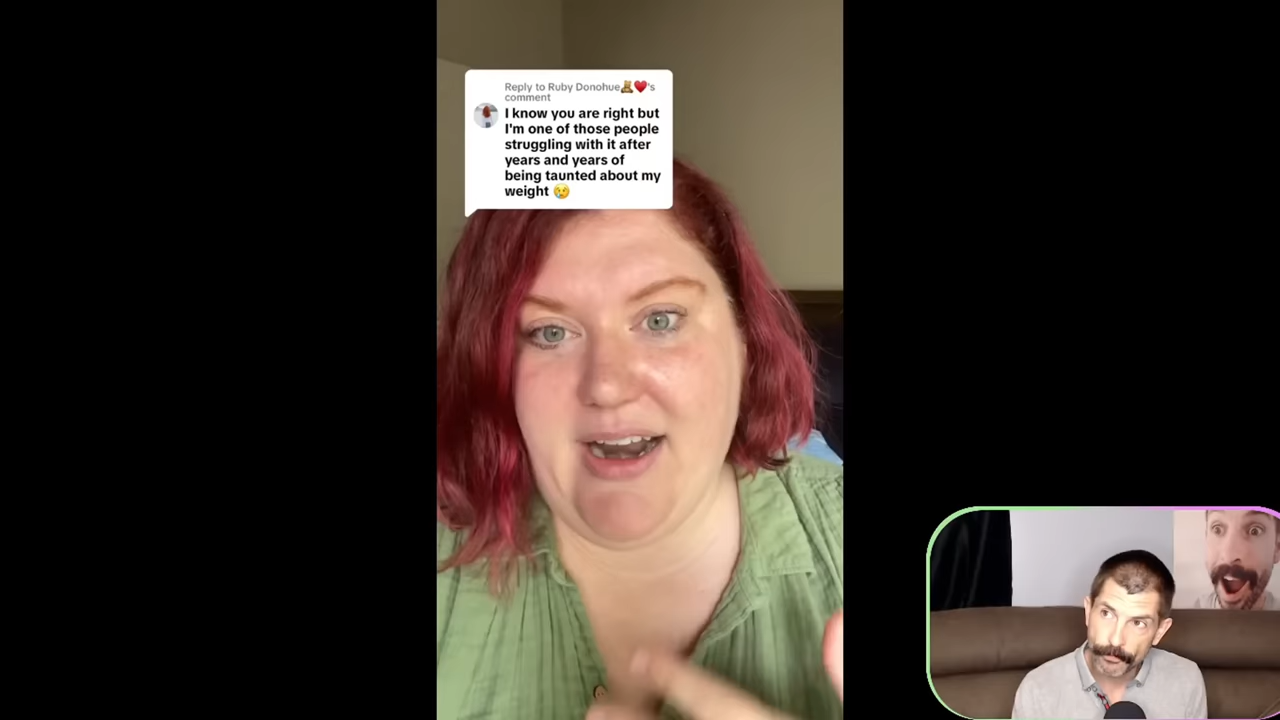 Reply to Ruby Donohue🧸❤️'s
comment
I know you are right but
I'm one of those people
struggling with it after
years and years of
being taunted about my
weight 😢